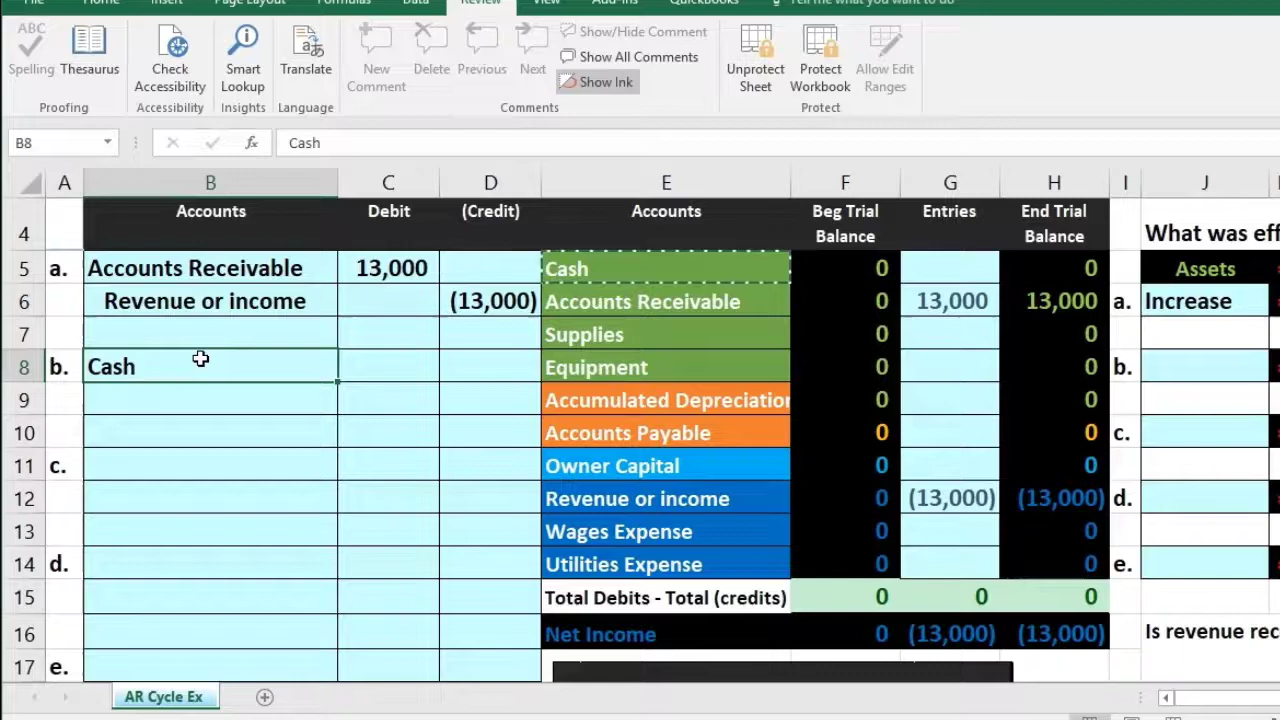 File Home Insert Page Layout Formulas Data Review View Add-ins QuickBooks Tell me what you want to do
ABC
Spelling Thesaurus Check Accessibility Smart Lookup Translate New Comment Delete Previous Next Show/Hide Comment Show All Comments Show Ink Unprotect Sheet Protect Workbook Allow Edit Ranges
Proofing Accessibility Insights Language Comments Protect
B8 fx Cash
A B C D E F G H I J
4 Accounts Debit (Credit) Accounts Beg Trial Balance Entries End Trial Balance What was eff
5 a. Accounts Receivable 13,000 Cash 0 0 Assets
6 Revenue or income (13,000) Accounts Receivable 0 13,000 13,000 a. Increase
7 Supplies 0 0
8 b. Cash Equipment 0 0 b.
9 Accumulated Depreciation 0 0
10 Accounts Payable 0 0 c.
11 c. Owner Capital 0 0
12 Revenue or income 0 (13,000) (13,000) d.
13 Wages Expense 0 0
14 d. Utilities Expense 0 0 e.
15 Total Debits - Total (credits) 0 0 0
16 Net Income 0 (13,000) (13,000) Is revenue rec
17 e.
AR Cycle Ex